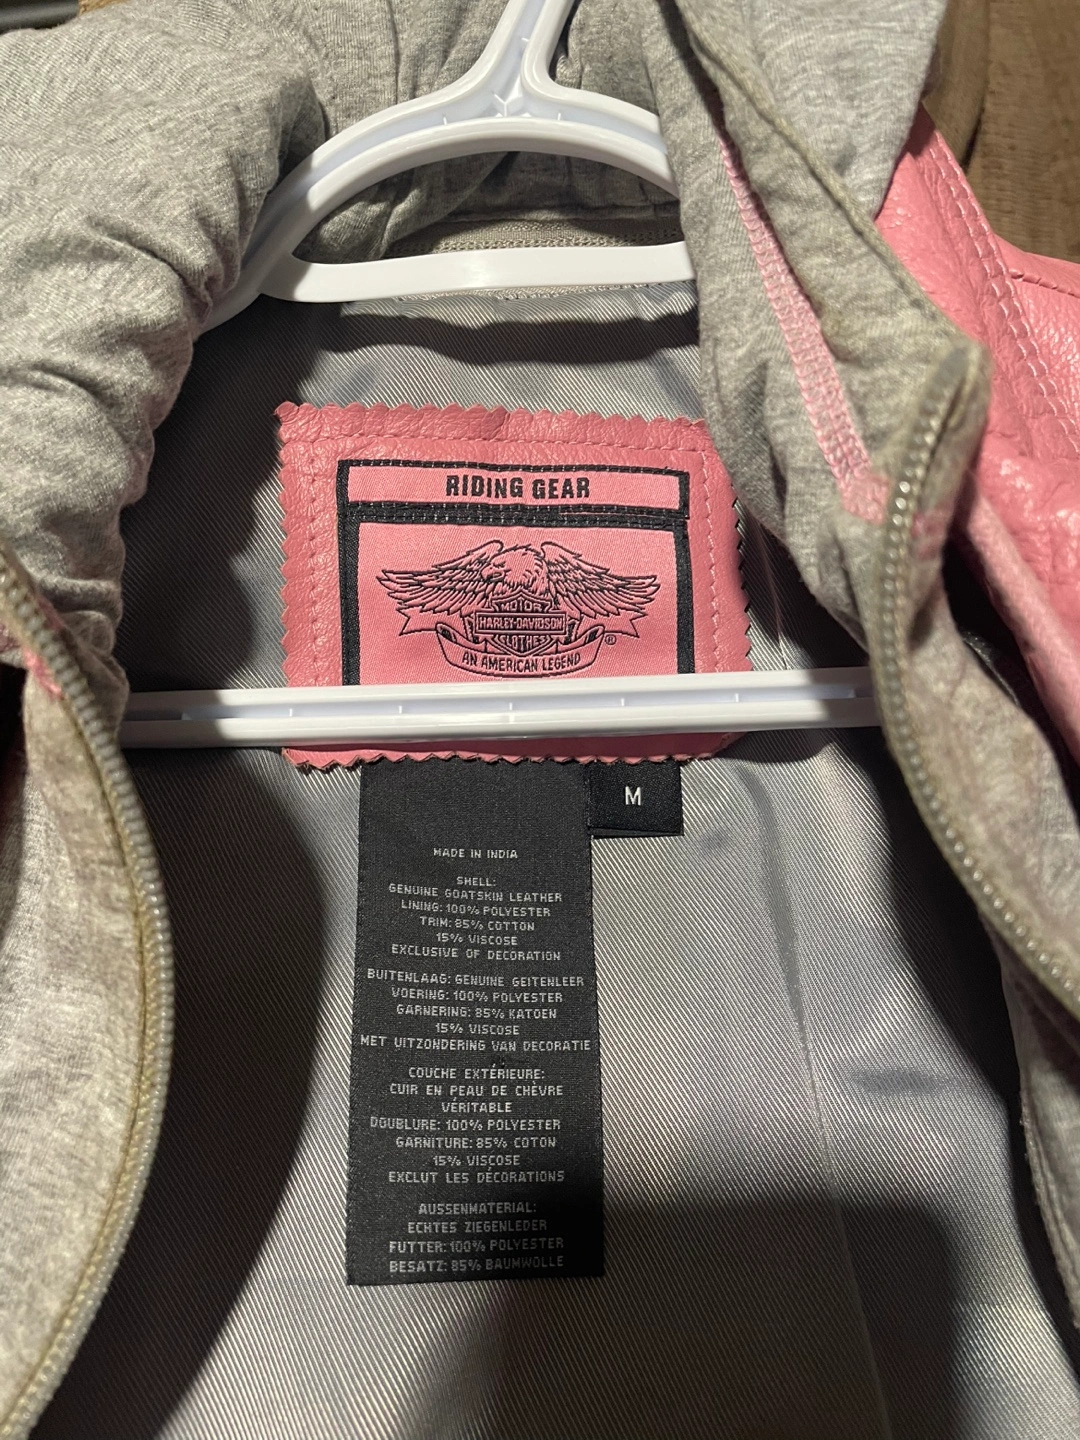 RIDING GEAR
MOTOR
HARLEY-DAVIDSON
CLOTHES
®
AN AMERICAN LEGEND
M
MADE IN INDIA
SHELL:
GENUINE GOATSKIN LEATHER
LINING: 100% POLYESTER
TRIM: 85% COTTON
15% VISCOSE
EXCLUSIVE OF DECORATION
BUITENLAAG: GENUINE GEITENLEER
VOERING: 100% POLYESTER
GARNERING: 85% KATOEN
15% VISCOSE
MET UITZONDERING VAN DECORATIE
COUCHE EXTÉRIEURE:
CUIR EN PEAU DE CHÈVRE
VÉRITABLE
DOUBLURE: 100% POLYESTER
GARNITURE: 85% COTON
15% VISCOSE
EXCLUT LES DÉCORATIONS
AUSSENMATERIAL:
ECHTES ZIEGENLEDER
FUTTER: 100% POLYESTER
BESATZ: 85% BAUMWOLLE